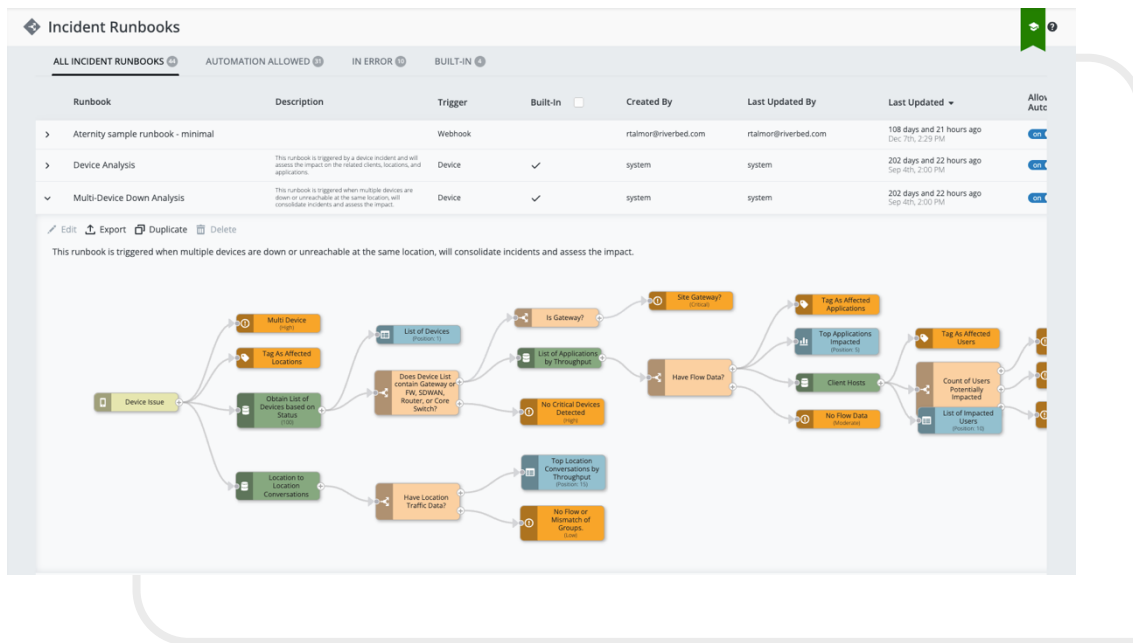 Incident Runbooks
ALL INCIDENT RUNBOOKS 44
AUTOMATION ALLOWED
IN ERROR 10
BUILT-IN 4
Runbook
Description
Trigger
Built-In
Created By
Last Updated By
Last Updated
Allow
Auto
Aternity sample runbook - minimal
Webhook
rtalmor@riverbed.com
rtalmor@riverbed.com
108 days and 21 hours ago
Dec 7th, 2:29 PM
on
Device Analysis
This runbook is triggered by a device incident and will
assess the impact on the related clients, locations, and
applications.
Device
system
system
202 days and 22 hours ago
Sep 4th, 2:00 PM
on
Multi-Device Down Analysis
This runbook is triggered when multiple devices are
down or unreachable at the same location, will
consolidate incidents and assess the impact.
Device
system
system
202 days and 22 hours ago
Sep 4th, 2:00 PM
on
Edit
Export
Duplicate
Delete
This runbook is triggered when multiple devices are down or unreachable at the same location, will consolidate incidents and assess the impact.
Device Issue
Multi Device
(High)
Tag As Affected
Locations
Obtain List of
Devices based on
Status
(100)
Location to
Location
Conversations
List of Devices
(Position: 1)
Does Device List
contain Gateway or
FW, SDWAN,
Router, or Core
Switch?
Have Location
Traffic Data?
Is Gateway?
List of Applications
by Throughput
No Critical Devices
Detected
(High)
Top Location
Conversations by
Throughput
(Position: 15)
No Flow or
Mismatch of
Groups.
(Low)
Site Gateway?
(Critical)
Have Flow Data?
Tag As Affected
Applications
Top Applications
Impacted
(Position: 5)
Client Hosts
No Flow Data
(Moderate)
Tag As Affected
Users
Count of Users
Potentially
Impacted
List of Impacted
Users
(Position: 10)